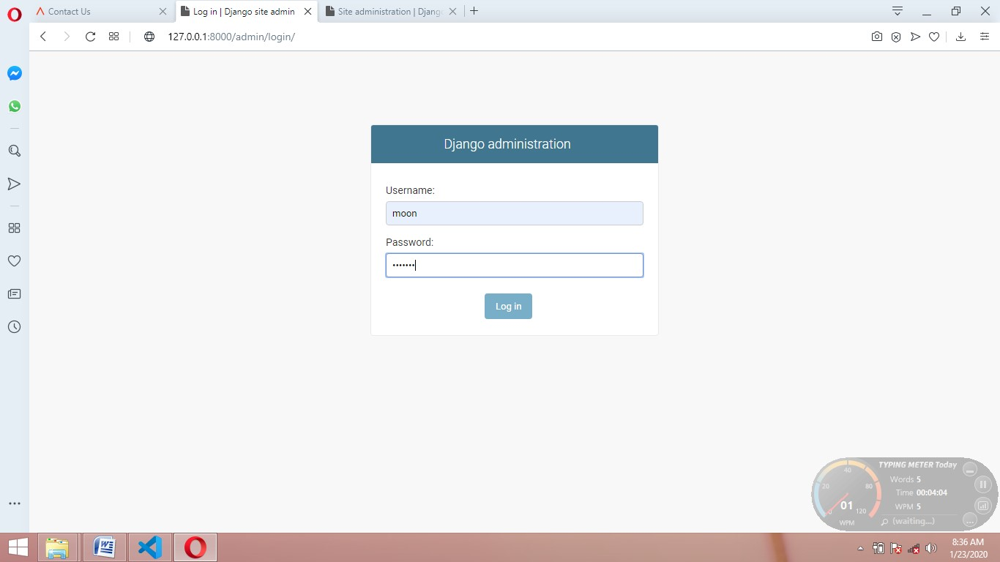 Contact Us
Log in | Django site admin
Site administration | Djang
127.0.0.1:8000/admin/login/
Django administration
Username:
moon
Password:
•••••••
Log in
TYPING METER Today
Words 5
Time 00:04:04
WPM 5
(waiting...)
0
20
40
80
120
01
WPM
8:36 AM
1/23/2020